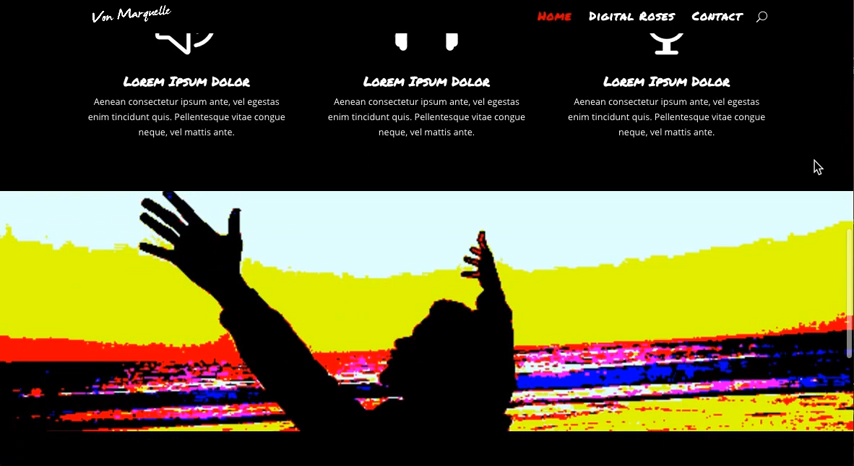 Von Marquelle
Home Digital Roses Contact
Lorem Ipsum Dolor
Aenean consectetur ipsum ante, vel egestas
enim tincidunt quis. Pellentesque vitae congue
neque, vel mattis ante.
Lorem Ipsum Dolor
Aenean consectetur ipsum ante, vel egestas
enim tincidunt quis. Pellentesque vitae congue
neque, vel mattis ante.
Lorem Ipsum Dolor
Aenean consectetur ipsum ante, vel egestas
enim tincidunt quis. Pellentesque vitae congue
neque, vel mattis ante.